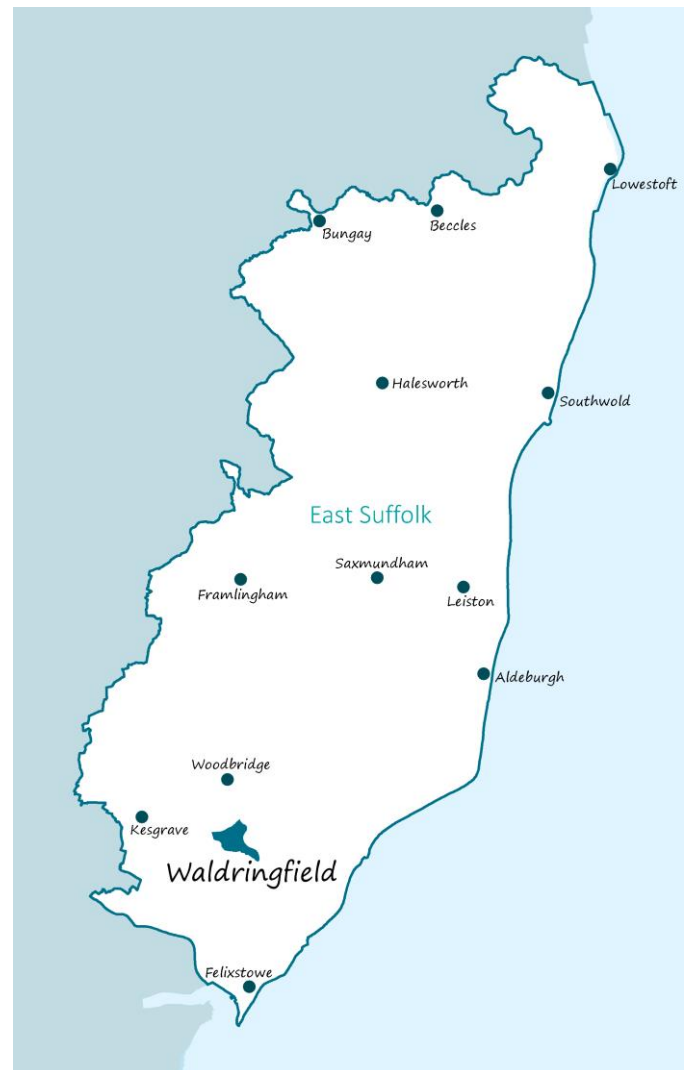 Lowestoft
Beccles
Bungay
Halesworth
Southwold
East Suffolk
Saxmundham
Framlingham
Leiston
Aldeburgh
Woodbridge
Kesgrave
Waldringfield
Felixstowe